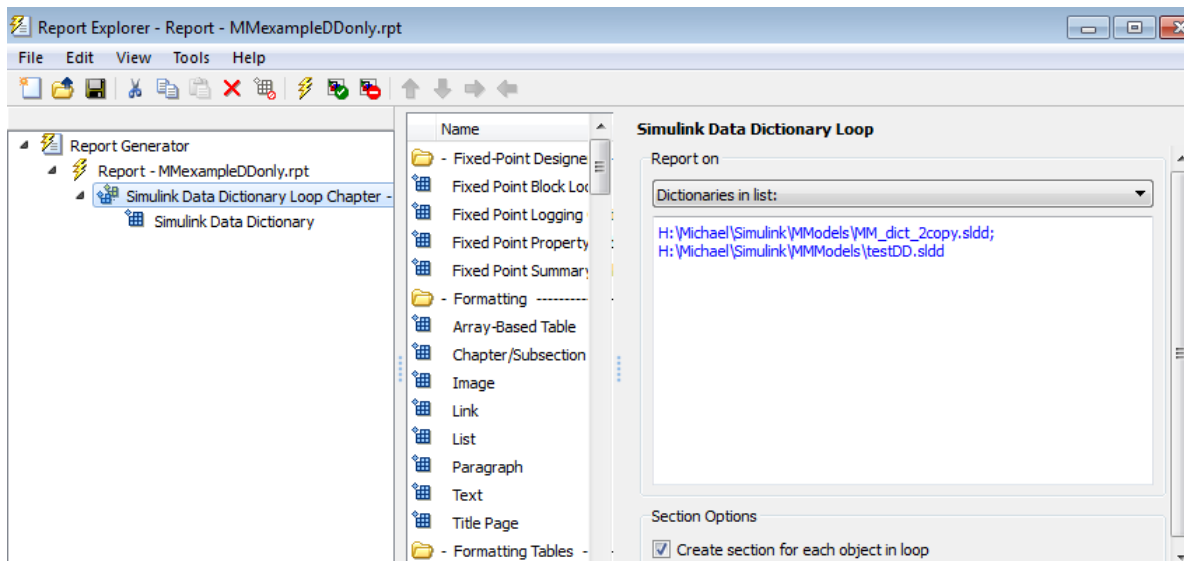 Report Explorer - Report - MMexampleDDonly.rpt
File Edit View Tools Help
Report Generator
Report - MMexampleDDonly.rpt
Simulink Data Dictionary Loop Chapter -
Simulink Data Dictionary
Name
- Fixed-Point Designe
Fixed Point Block Loo
Fixed Point Logging
Fixed Point Property
Fixed Point Summary
- Formatting ----------
Array-Based Table
Chapter/Subsection
Image
Link
List
Paragraph
Text
Title Page
- Formatting Tables -
Simulink Data Dictionary Loop
Report on
Dictionaries in list:
H:\Michael\Simulink\MModels\MM_dict_2copy.sldd;
H:\Michael\Simulink\MMModels\testDD.sldd
Section Options
Create section for each object in loop